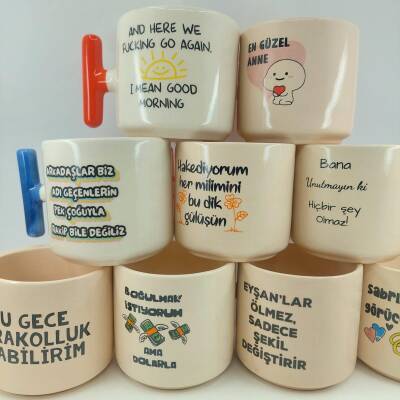 AND HERE WE
FUCKING GO AGAIN.
I MEAN GOOD
MORNING
EN GÜZEL
ANNE
ARKADAŞLAR BİZ
ADI GEÇENLERİN
PEK ÇOĞUYLA
RAKİP BİLE DEĞİLİZ
Hakediyorum
her milimini
bu dik
gülüşün
Bana
Unutmayın ki
Hiçbir şey
Olmaz!
U GECE
RAKOLLUK
ABİLİRİM
BOĞULMAK
İSTİYORUM
AMA
DOLARLA
EYŞAN'LAR
ÖLMEZ,
SADECE
ŞEKİL
DEĞİŞTİRİR
Sabrı
görüc